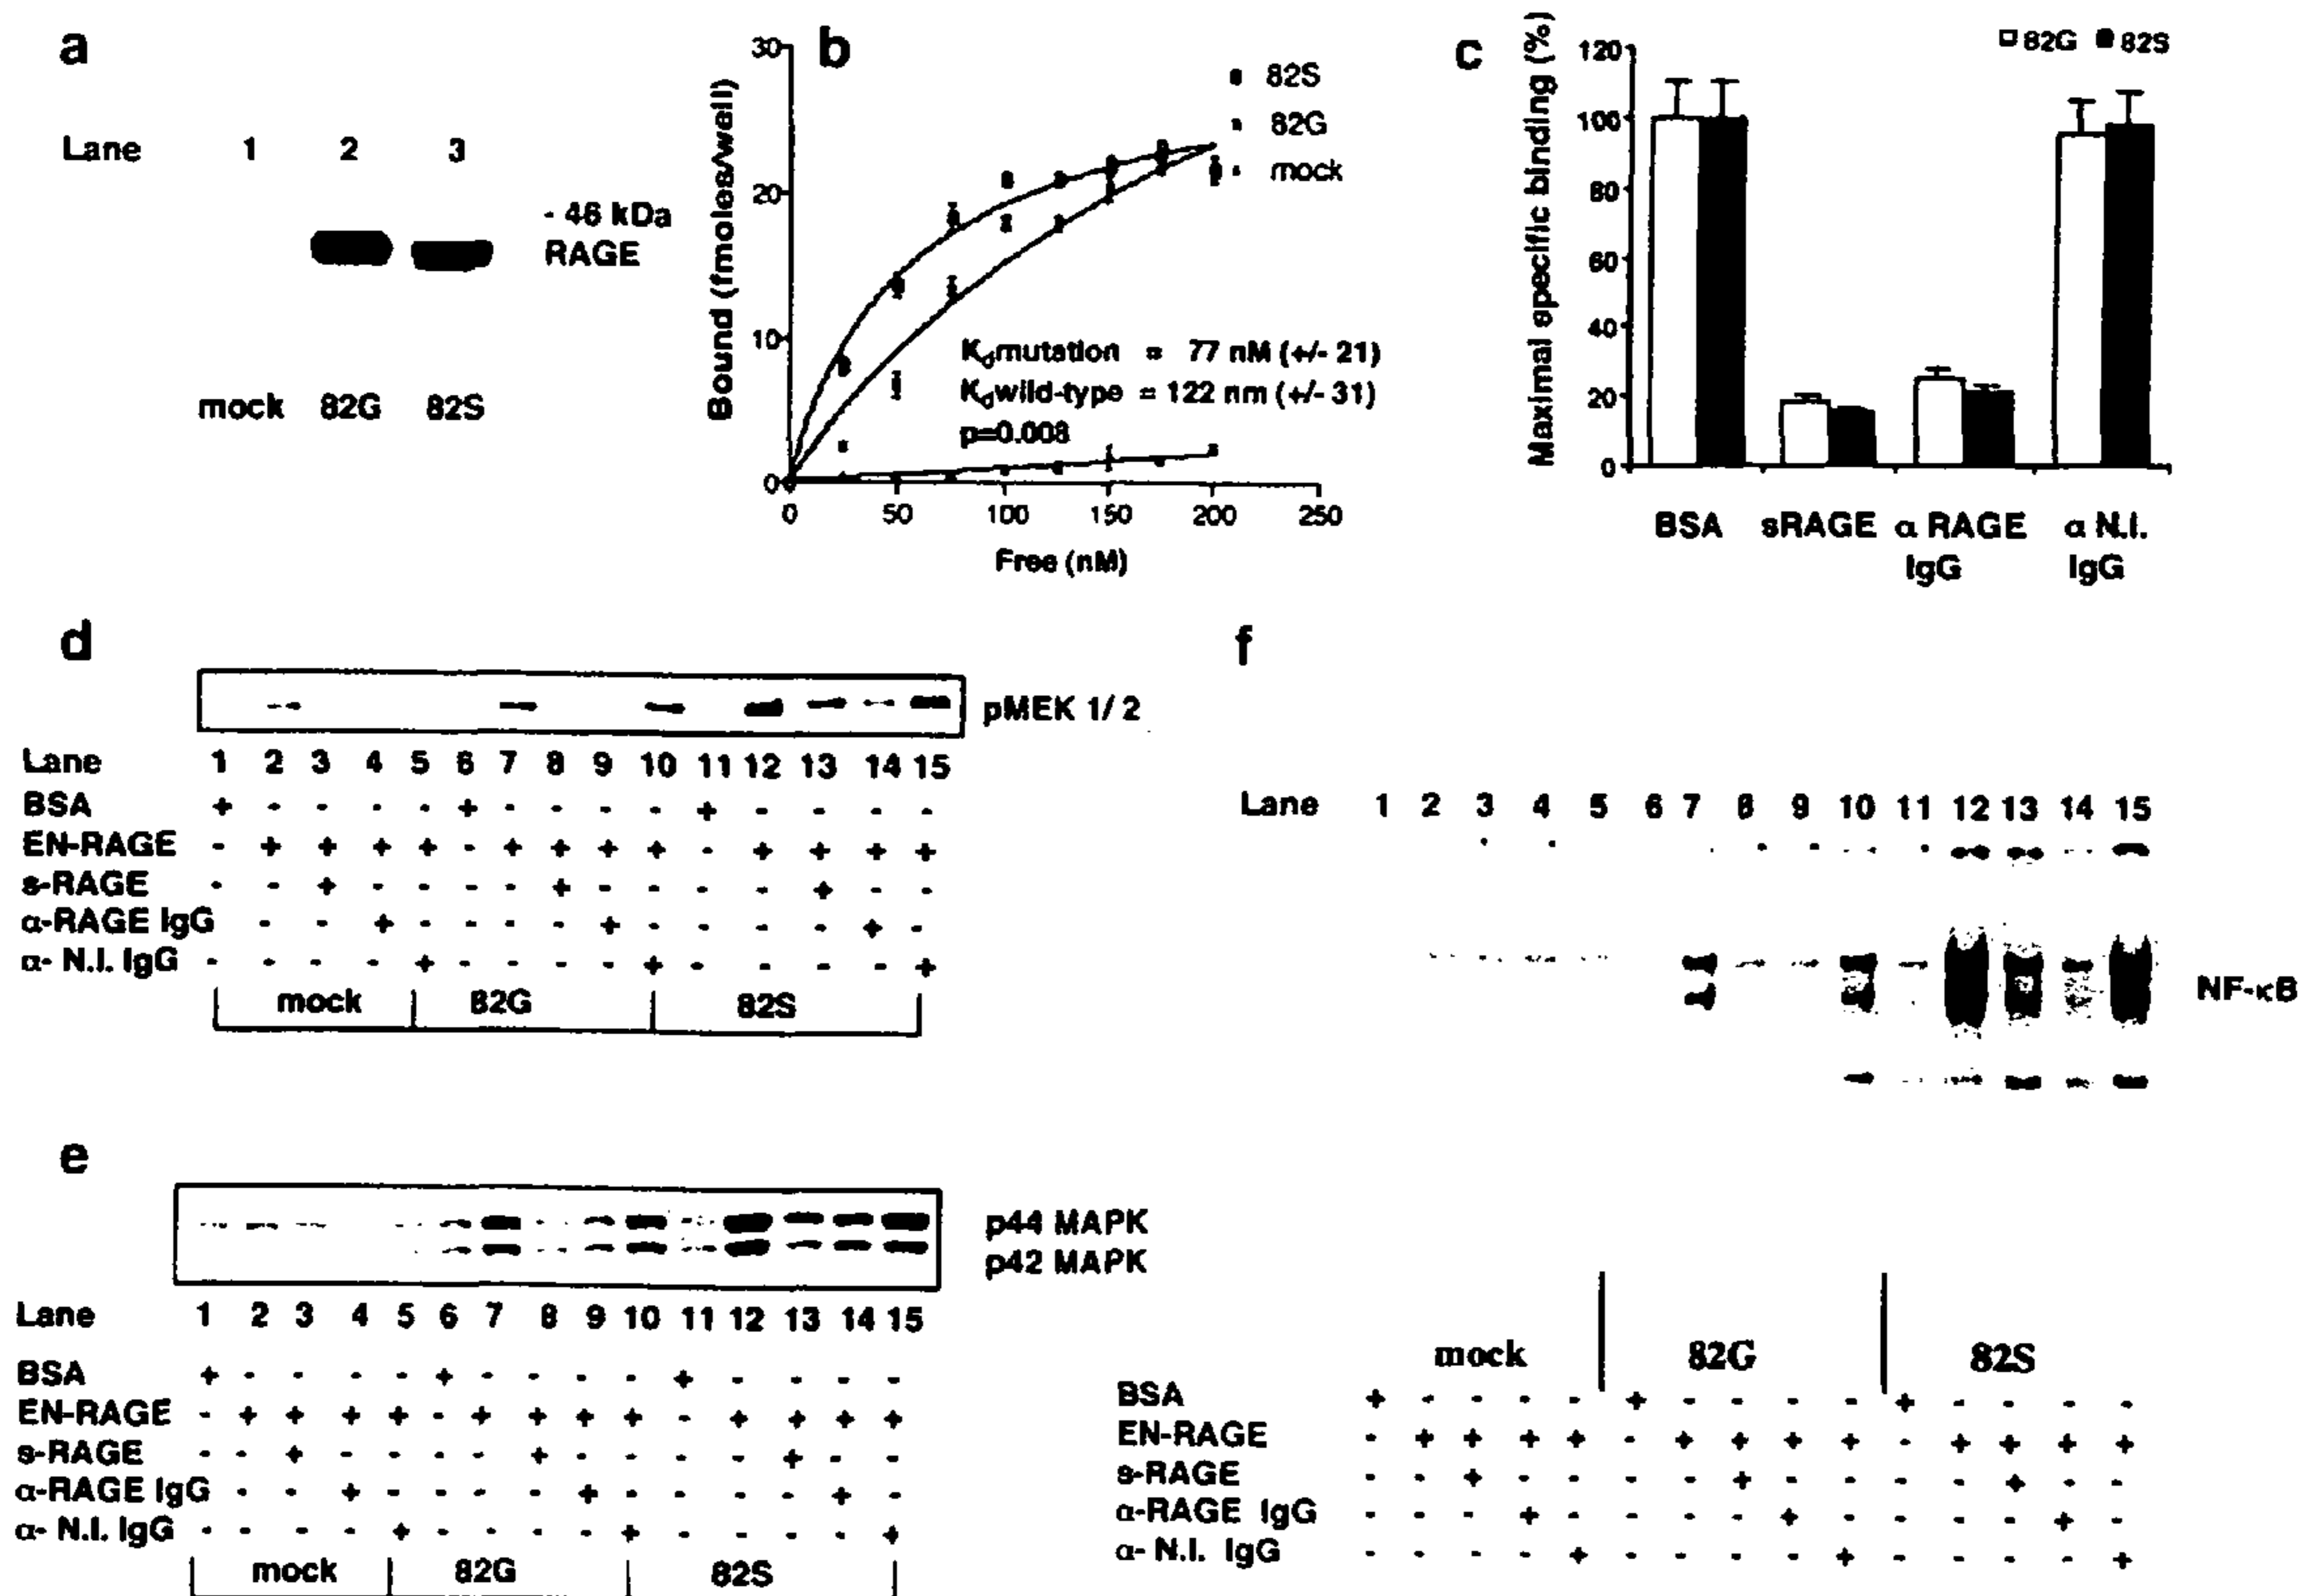 a
Lane 1 2 3
- 46 kDa
RAGE
mock 82G 82S
b
30
20
10
0
Bound (fmoles/well)
82S
82G
mock
Kdmutation = 77 nM (+/- 21)
Kdwild-type = 122 nm (+/- 31)
p=0.008
0 50 100 150 200 250
Free (nM)
c
82G 82S
Maximal specific binding (%)
120
100
80
60
40
20
0
BSA sRAGE α RAGE IgG α N.I. IgG
d
pMEK 1/2
Lane 1 2 3 4 5 6 7 8 9 10 11 12 13 14 15
BSA + - - - - + - - - - + - - - -
EN-RAGE - + + + + - + + + + - + + + +
s-RAGE - - + - - - - + - - - - + - -
α-RAGE IgG - - + - - - - + - - - - + -
α- N.I. IgG - - - - + - - - - + - - - - +
mock 82G 82S
e
p44 MAPK
p42 MAPK
Lane 1 2 3 4 5 6 7 8 9 10 11 12 13 14 15
BSA + - - - - + - - - - + - - - -
EN-RAGE - + + + + - + + + + - + + + +
s-RAGE - - + - - - - + - - - - + - -
α-RAGE IgG - - + - - - - + - - - - + -
α- N.I. IgG - - - - + - - - - + - - - - +
mock 82G 82S
f
Lane 1 2 3 4 5 6 7 8 9 10 11 12 13 14 15
NF-κB
mock 82G 82S
BSA + - - - - + - - - - + - - - -
EN-RAGE - + + + + - + + + + - + + + +
s-RAGE - - + - - - - + - - - - + - -
α-RAGE IgG - - - + - - - - + - - - - + -
α- N.I. IgG - - - - + - - - - + - - - - +